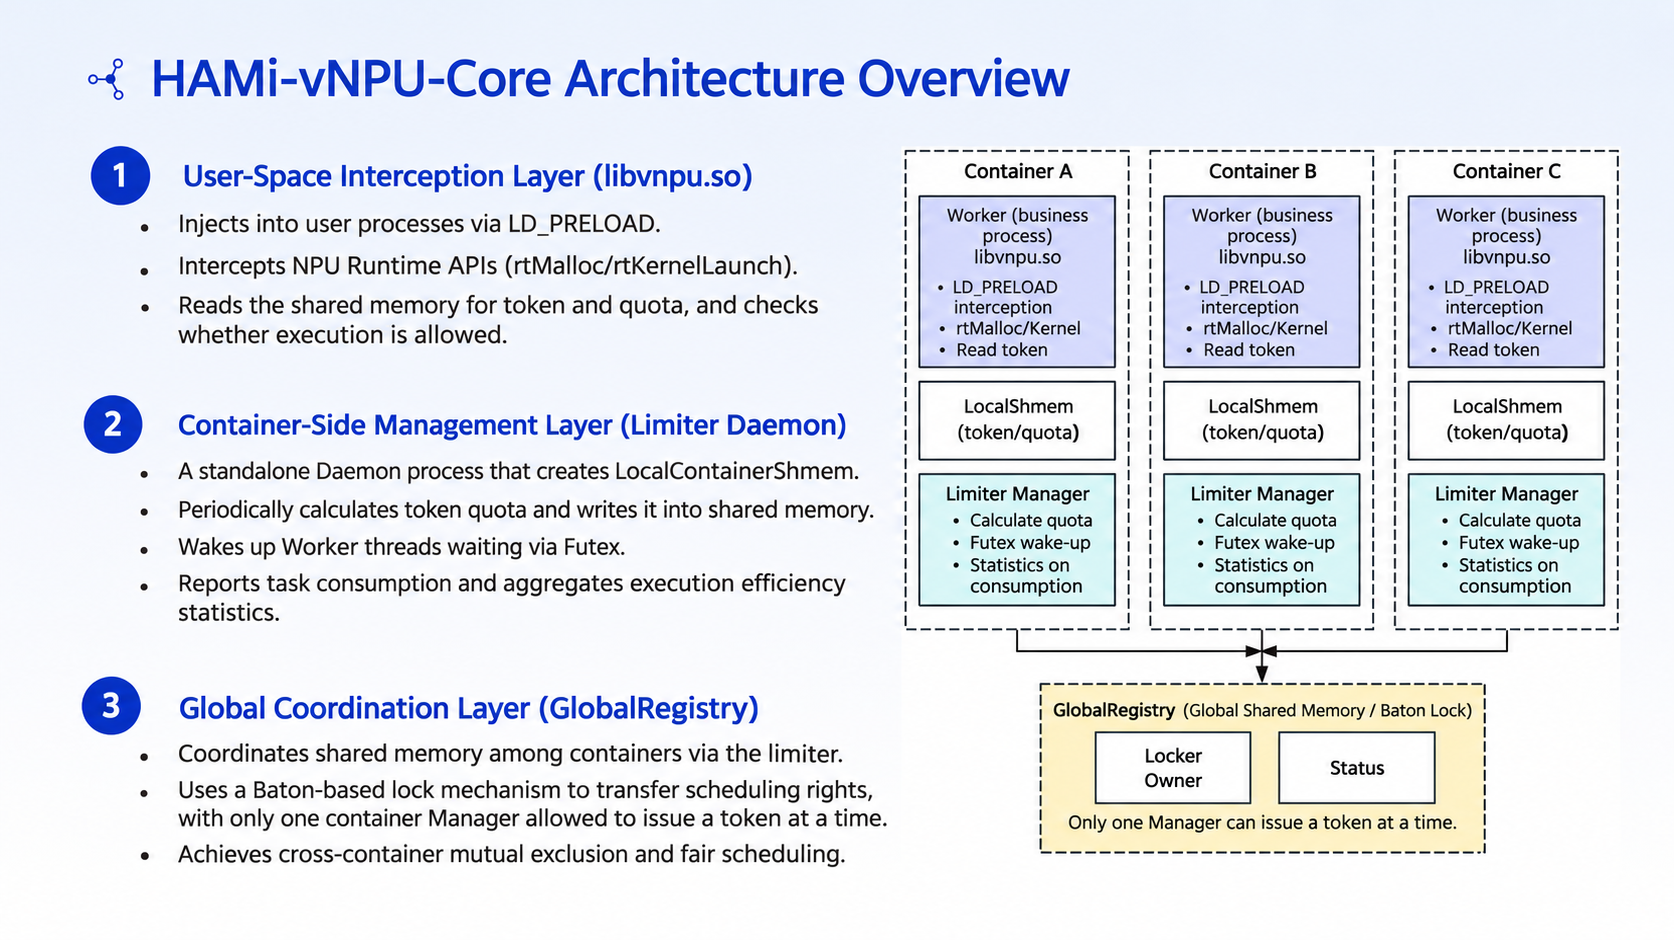 HAMi-vNPU-Core Architecture Overview
1
User-Space Interception Layer (libvnpu.so)
• Injects into user processes via LD_PRELOAD.
• Intercepts NPU Runtime APIs (rtMalloc/rtKernelLaunch).
• Reads the shared memory for token and quota, and checks
whether execution is allowed.
2
Container-Side Management Layer (Limiter Daemon)
• A standalone Daemon process that creates LocalContainerShmem.
• Periodically calculates token quota and writes it into shared memory.
• Wakes up Worker threads waiting via Futex.
• Reports task consumption and aggregates execution efficiency
statistics.
3
Global Coordination Layer (GlobalRegistry)
• Coordinates shared memory among containers via the limiter.
• Uses a Baton-based lock mechanism to transfer scheduling rights,
with only one container Manager allowed to issue a token at a time.
• Achieves cross-container mutual exclusion and fair scheduling.
Container A
Worker (business
process)
libvnpu.so
• LD_PRELOAD
interception
• rtMalloc/Kernel
• Read token
LocalShmem
(token/quota)
Limiter Manager
• Calculate quota
• Futex wake-up
• Statistics on
consumption
Container B
Worker (business
process)
libvnpu.so
• LD_PRELOAD
interception
• rtMalloc/Kernel
• Read token
LocalShmem
(token/quota)
Limiter Manager
• Calculate quota
• Futex wake-up
• Statistics on
consumption
Container C
Worker (business
process)
libvnpu.so
• LD_PRELOAD
interception
• rtMalloc/Kernel
• Read token
LocalShmem
(token/quota)
Limiter Manager
• Calculate quota
• Futex wake-up
• Statistics on
consumption
GlobalRegistry (Global Shared Memory / Baton Lock)
Locker
Owner
Status
Only one Manager can issue a token at a time.